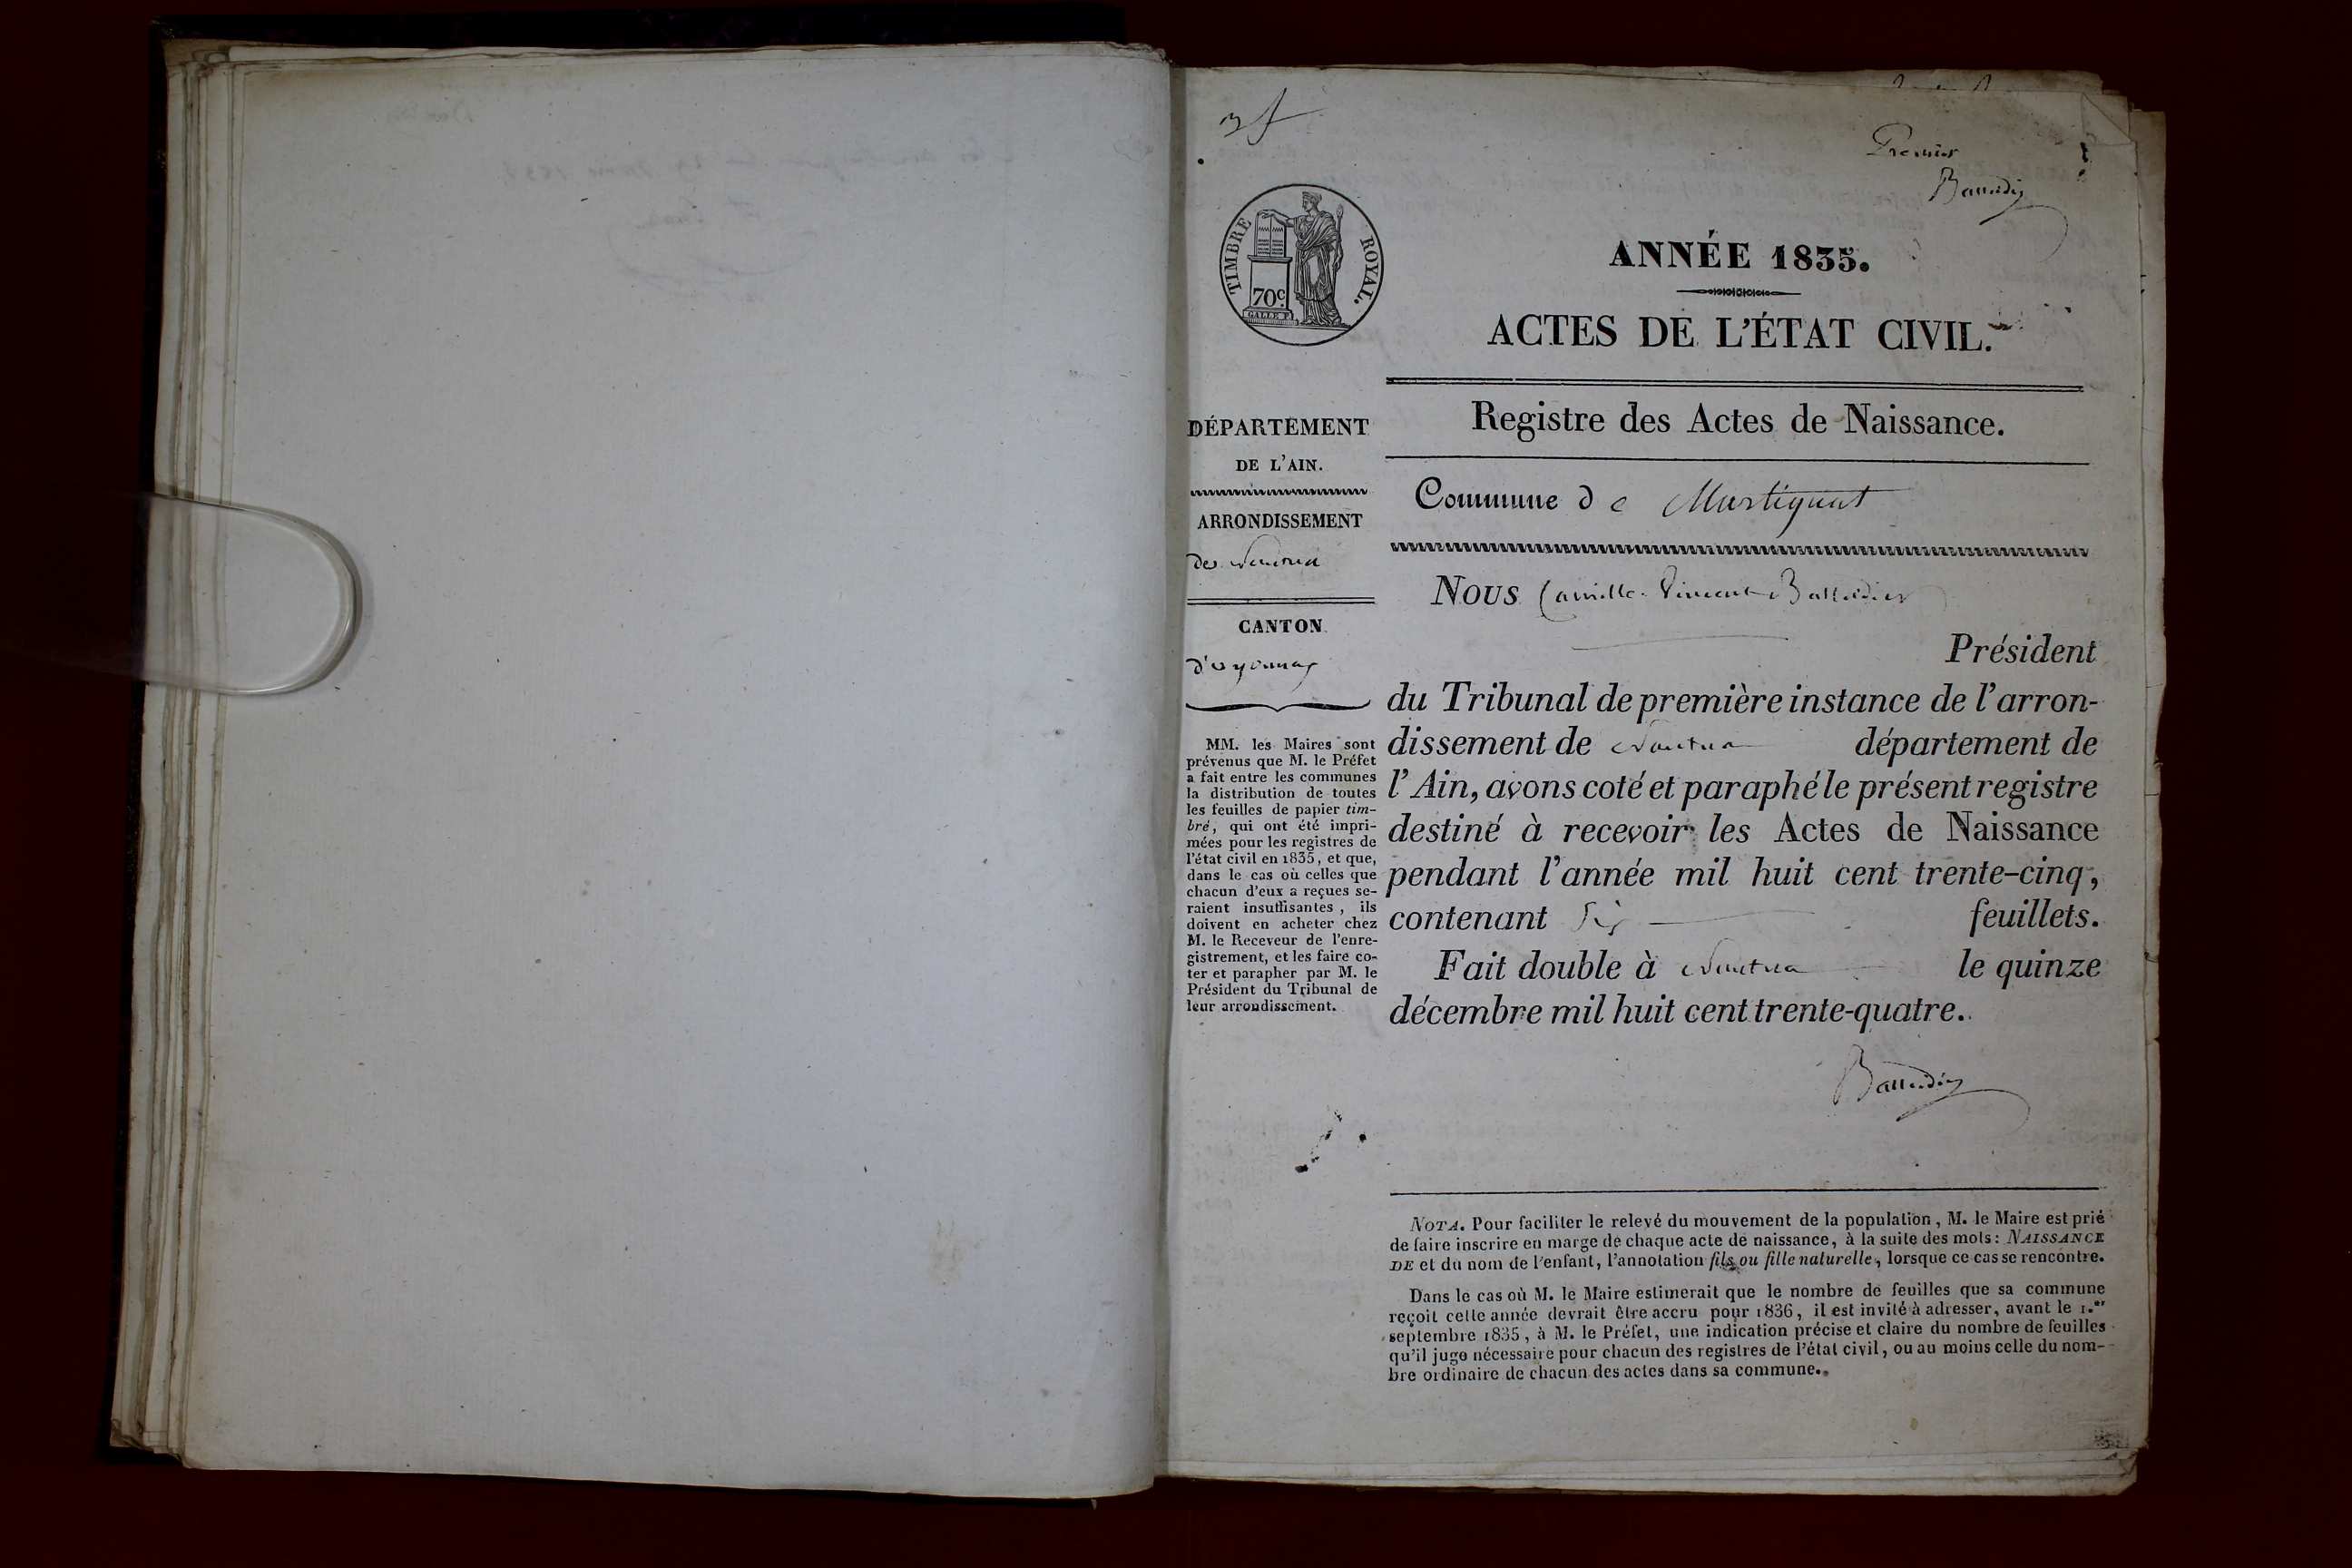 Premier
TIMBRE ROYAL.
70c.
GALLE F.
ANNÉE 1835.
ACTES DE L'ÉTAT CIVIL.
Registre des Actes de Naissance.
DÉPARTEMENT
DE L'AIN.
ARRONDISSEMENT
de Nantua
CANTON
d'oyonnax
MM. les Maires sont
prévenus que M. le Préfet
a fait entre les communes
la distribution de toutes
les feuilles de papier tim-
bré, qui ont été impri-
mées pour les registres de
l'état civil en 1835, et que,
dans le cas où celles que
chacun d'eux a reçues se-
raient insuffisantes, ils
doivent en acheter chez
M. le Receveur de l'enre-
gistrement, et les faire co-
ter et parapher par M. le
Président du Tribunal de
leur arrondissement.
Commune de Martignat
Nous Camille Vincent
Président
du Tribunal de première instance de l'arron-
dissement de Nantua département de
l'Ain, avons coté et paraphé le présent registre
destiné à recevoir les Actes de Naissance
pendant l'année mil huit cent trente-cinq,
contenant Six feuillets.
Fait double à Nantua le quinze
décembre mil huit cent trente-quatre.
NOTA. Pour faciliter le relevé du mouvement de la population, M. le Maire est prié
de faire inscrire en marge de chaque acte de naissance, à la suite des mots: NAISSANCE
DE et du nom de l'enfant, l'annotation fils ou fille naturelle, lorsque ce cas se rencontre.
Dans le cas où M. le Maire estimerait que le nombre de feuilles que sa commune
reçoit cette année devrait être accru pour 1836, il est invité à adresser, avant le 1.er
septembre 1835, à M. le Préfet, une indication précise et claire du nombre de feuilles
qu'il juge nécessaire pour chacun des registres de l'état civil, ou au moins celle du nom-
bre ordinaire de chacun des actes dans sa commune.